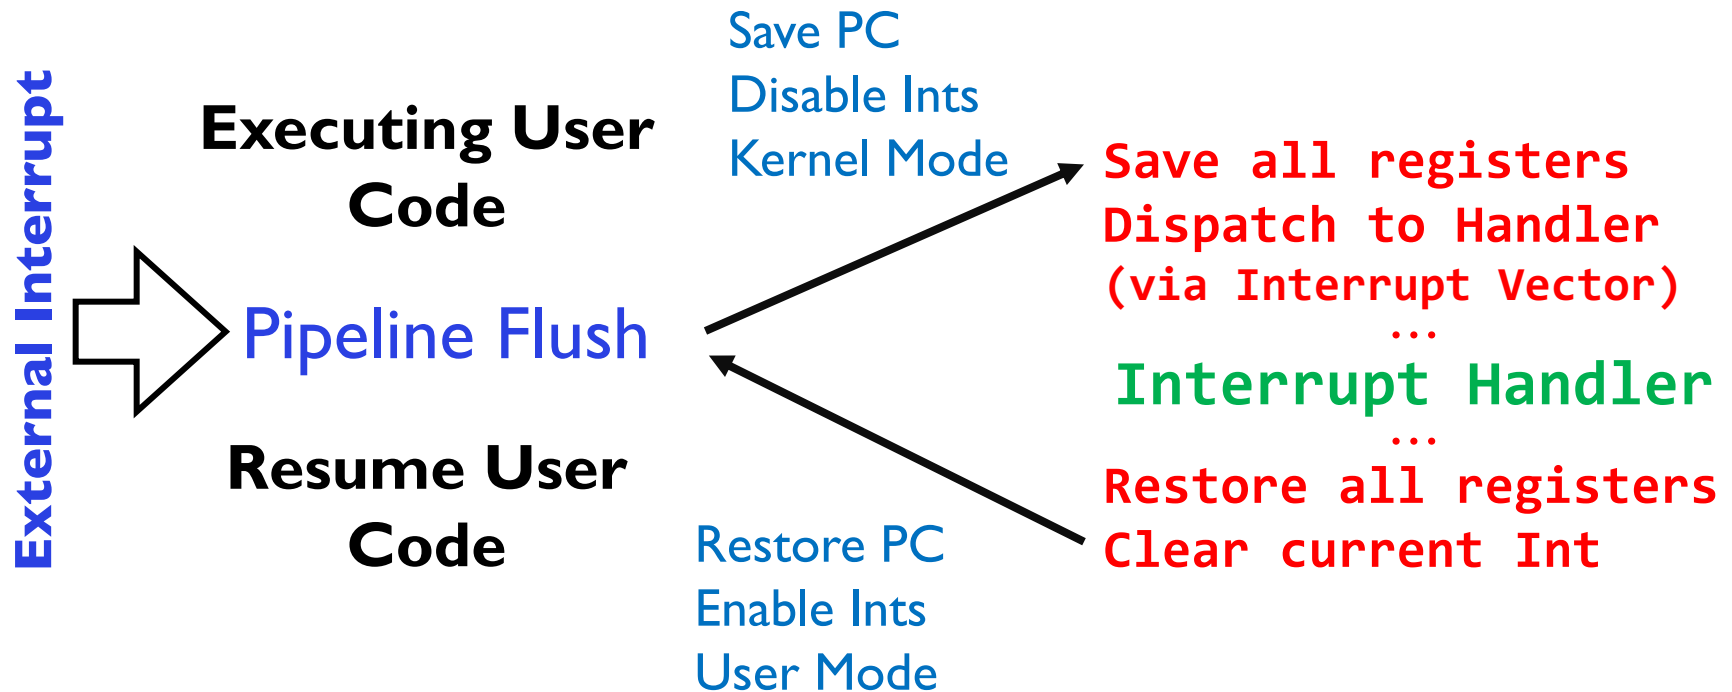 External Interrupt
Executing User
Code
Pipeline Flush
Resume User
Code
Save PC
Disable Ints
Kernel Mode
Save all registers
Dispatch to Handler
(via Interrupt Vector)
...
Interrupt Handler
...
Restore all registers
Clear current Int
Restore PC
Enable Ints
User Mode